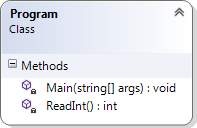 Program
Class
Methods
Main(string[] args) : void
ReadInt() : int